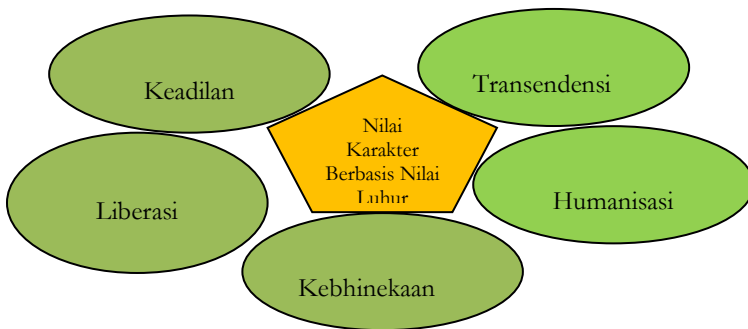 Keadilan
Transendensi
Nilai
Karakter
Berbasis Nilai
Luhur
Liberasi
Humanisasi
Kebhinekaan